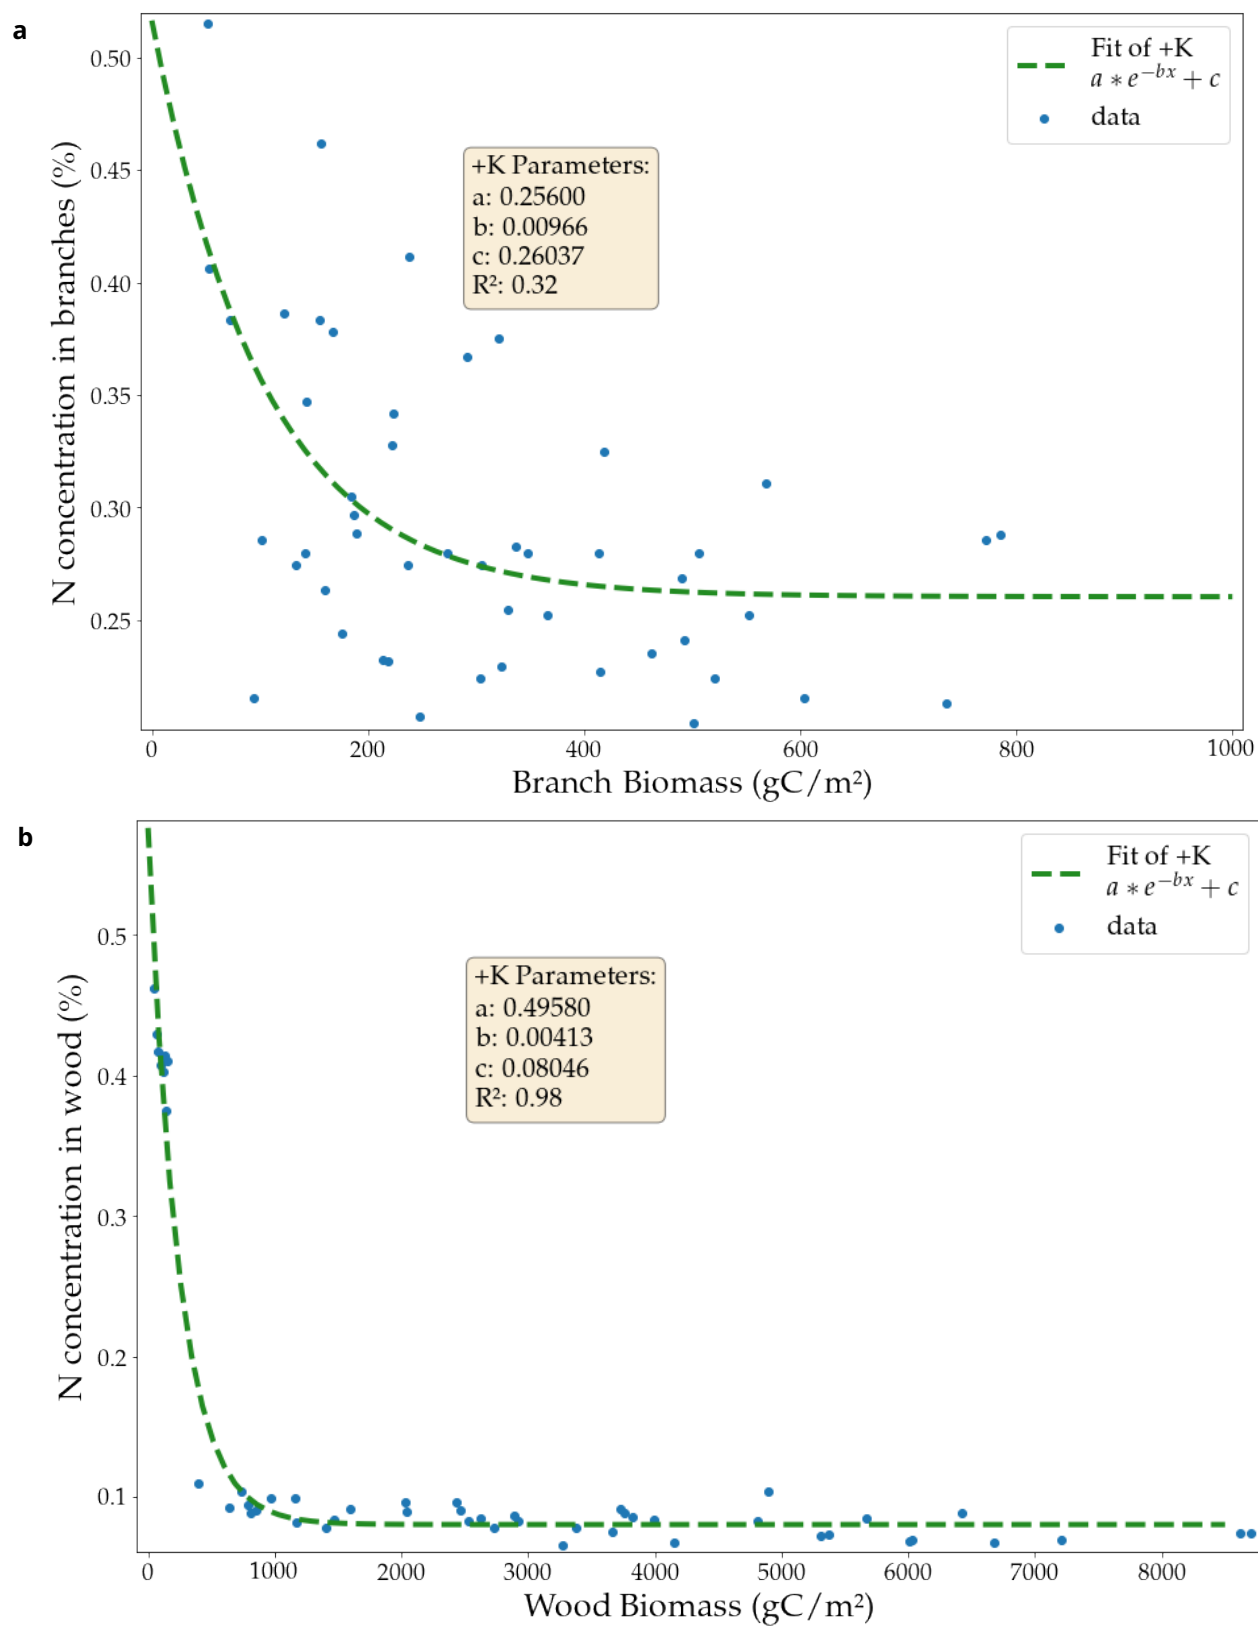 a
0.50
0.45
0.40
0.35
0.30
0.25
N concentration in branches (%)
Fit of +K
a ∗ e^{−bx} + c
data
+K Parameters:
a: 0.25600
b: 0.00966
c: 0.26037
R²: 0.32
0 200 400 600 800 1000
Branch Biomass (gC/m²)
b
0.5
0.4
0.3
0.2
0.1
N concentration in wood (%)
Fit of +K
a ∗ e^{−bx} + c
data
+K Parameters:
a: 0.49580
b: 0.00413
c: 0.08046
R²: 0.98
0 1000 2000 3000 4000 5000 6000 7000 8000
Wood Biomass (gC/m²)